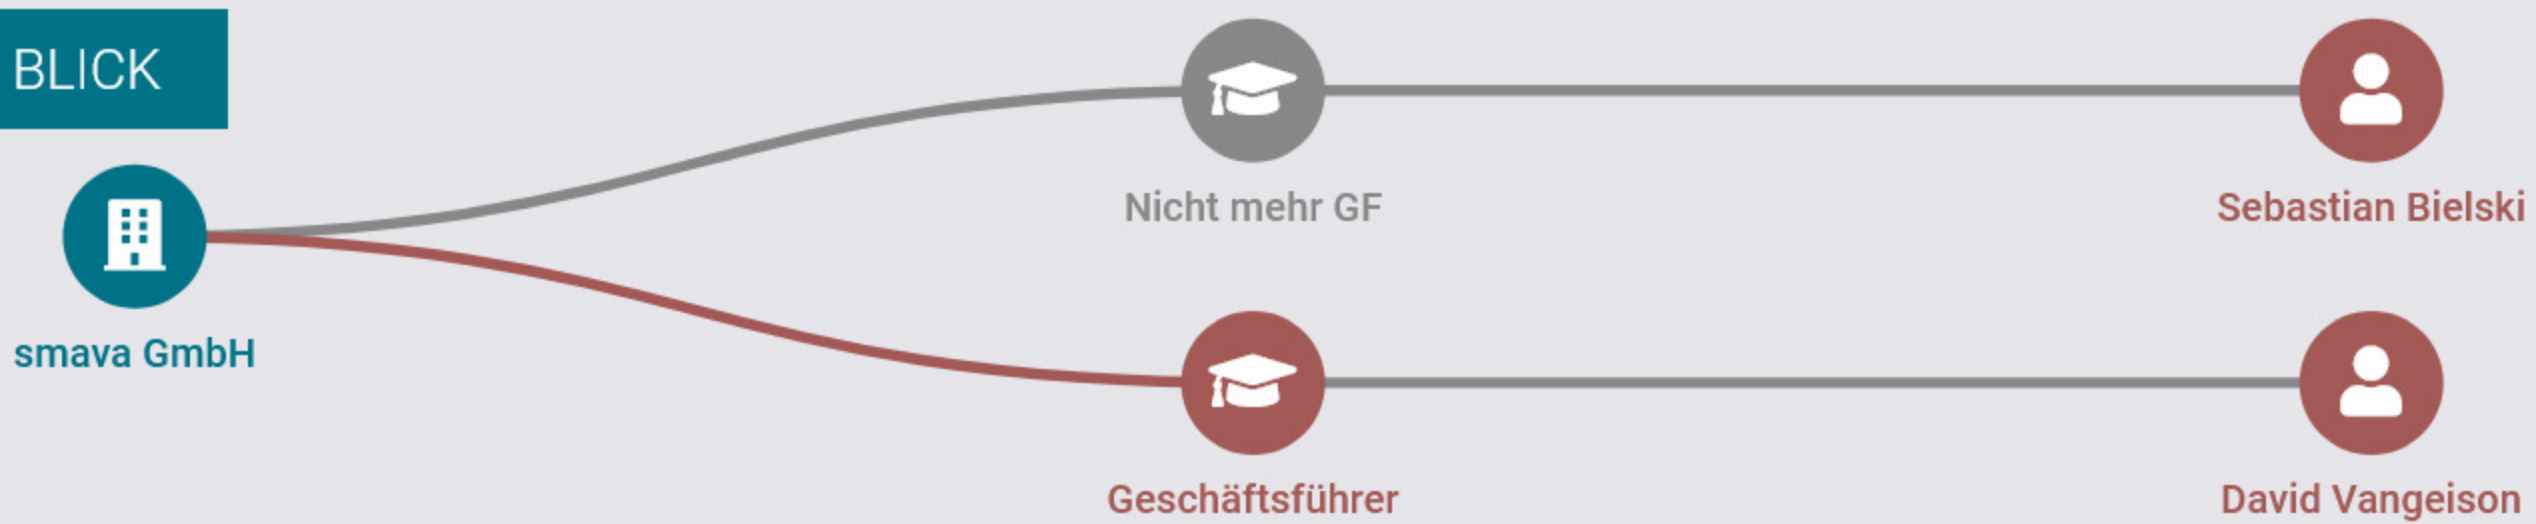 BLICK
Nicht mehr GF
Sebastian Bielski
smava GmbH
Geschäftsführer
David Vangeison